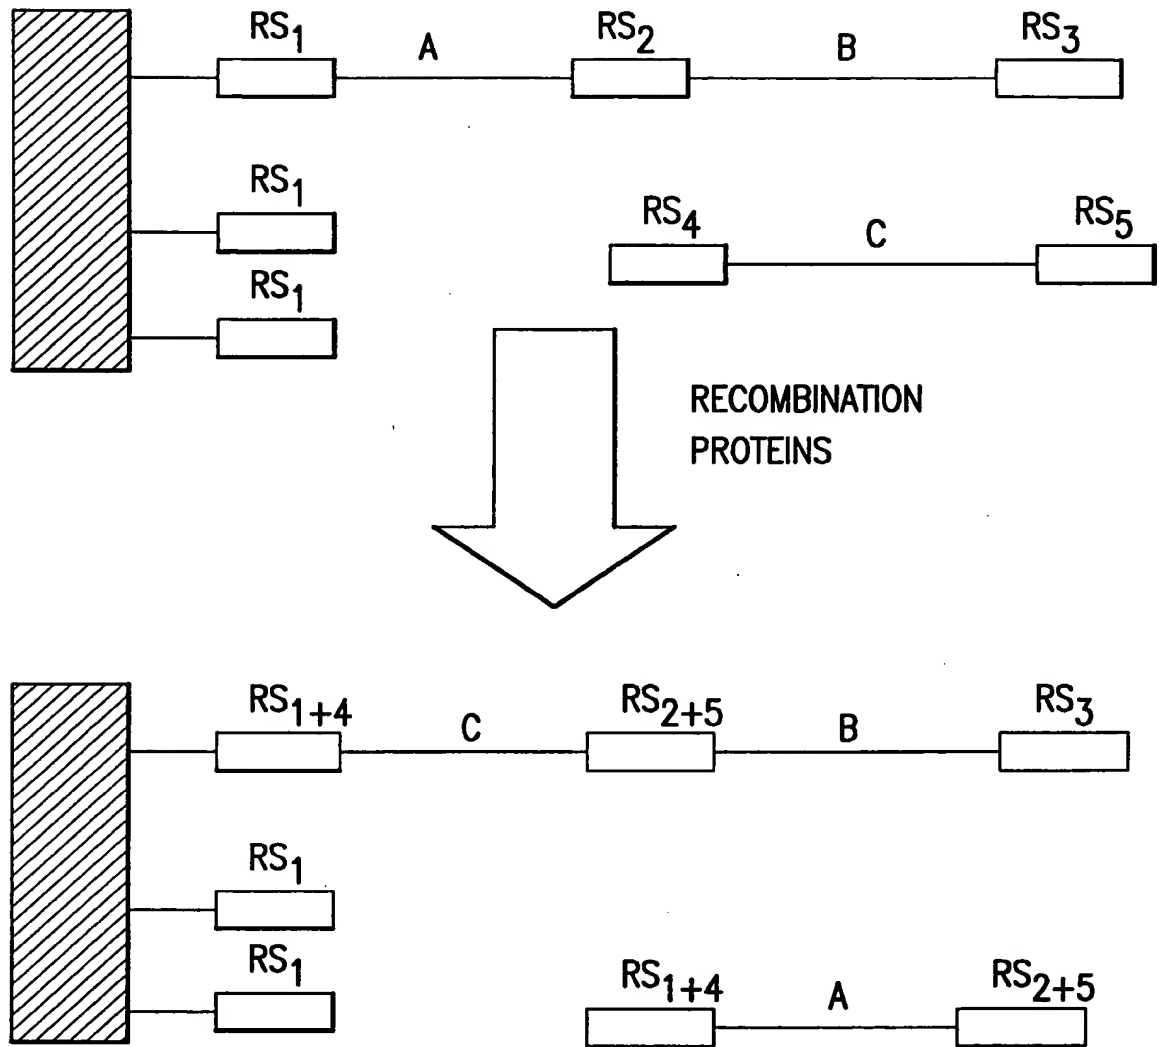 RS1 A RS2 B RS3
RS1
RS4 C RS5
RS1
RECOMBINATION
PROTEINS
RS1+4 C RS2+5 B RS3
RS1
RS1
RS1+4 A RS2+5